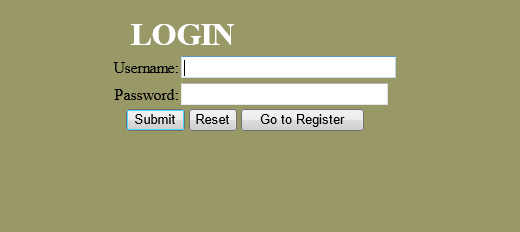 LOGIN
Username:
Password:
Submit Reset Go to Register